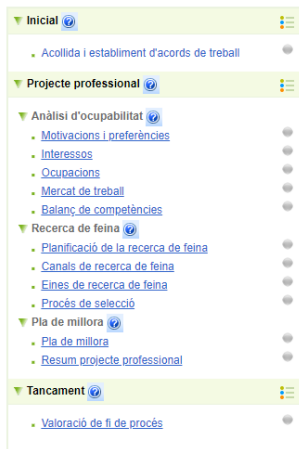 Inicial
Acollida i establiment d'acords de treball
Projecte professional
Anàlisi d'ocupabilitat
Motivacions i preferències
Interessos
Ocupacions
Mercat de treball
Balanç de competències
Recerca de feina
Planificació de la recerca de feina
Canals de recerca de feina
Eines de recerca de feina
Procés de selecció
Pla de millora
Pla de millora
Resum projecte professional
Tancament
Valoració de fi de procés